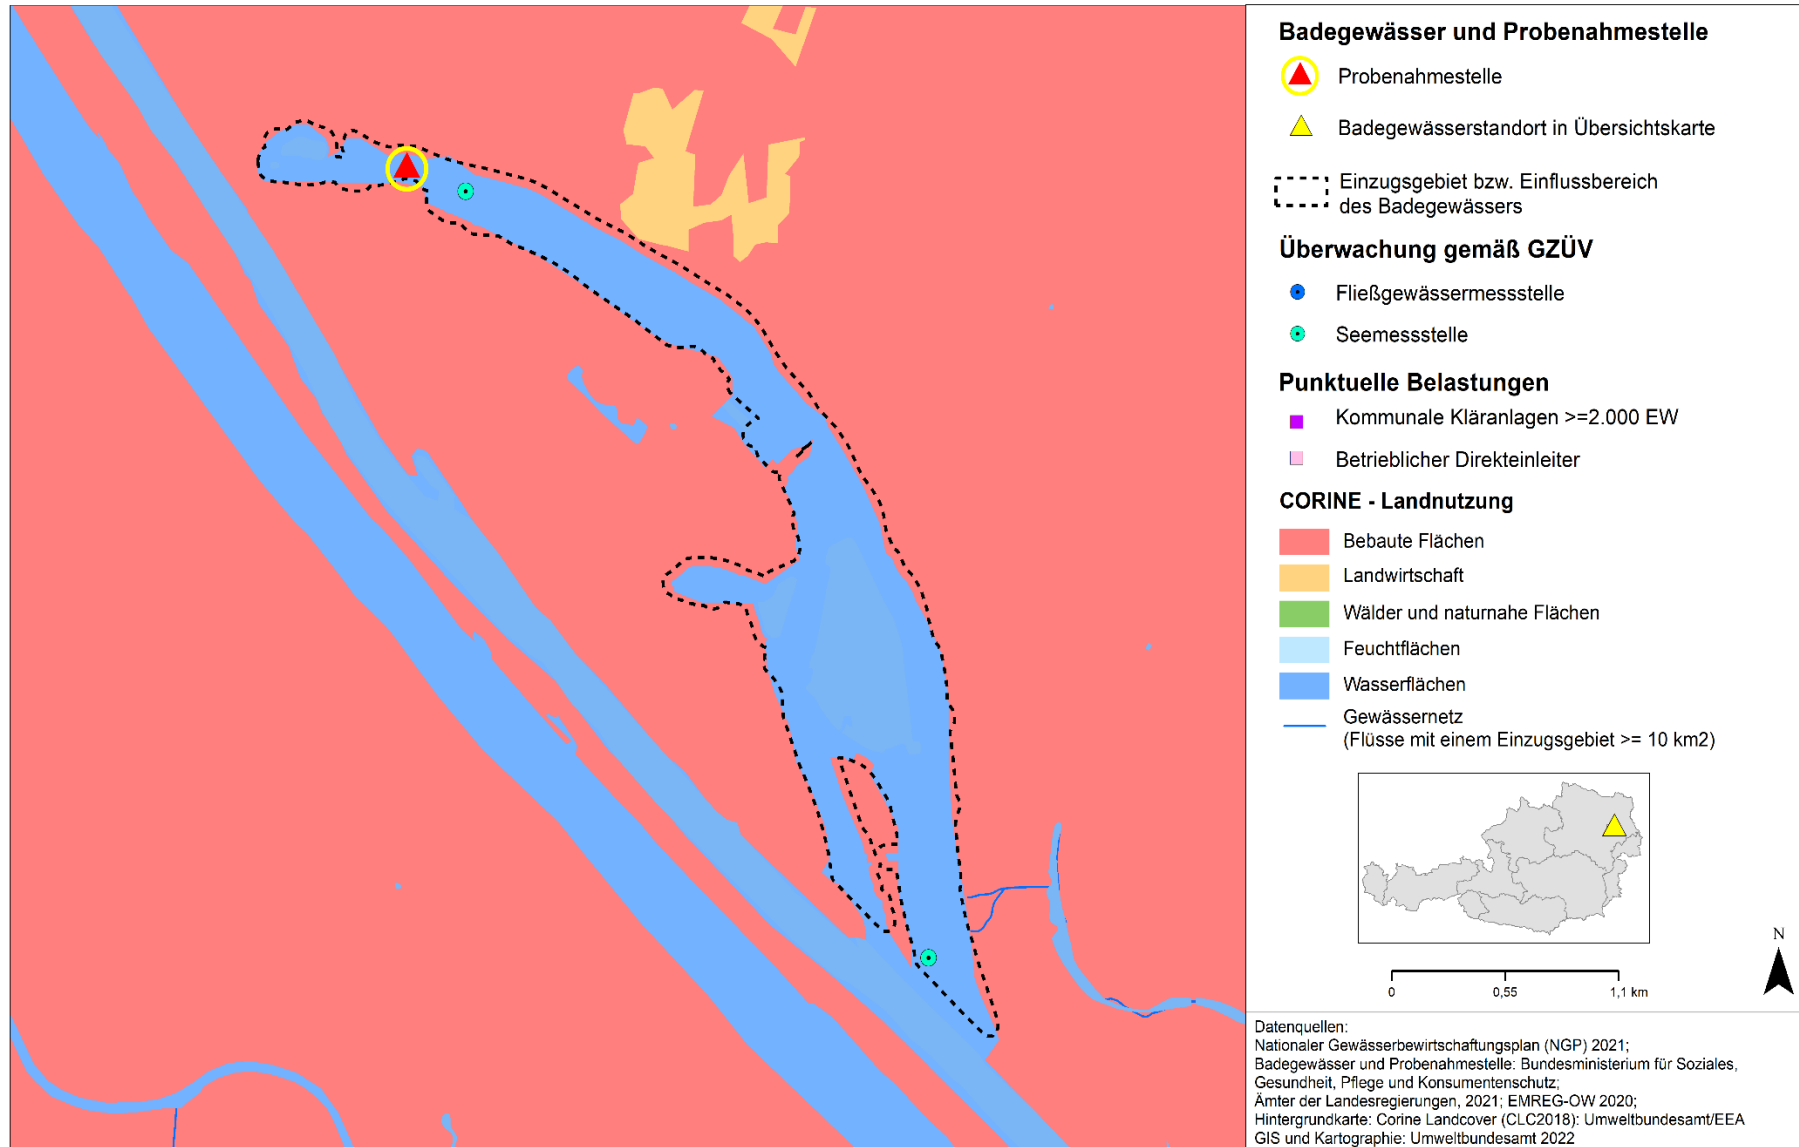 Badegewässer und Probenahmestelle
Probenahmestelle
Badegewässerstandort in Übersichtskarte
Einzugsgebiet bzw. Einflussbereich
des Badegewässers
Überwachung gemäß GZÜV
Fließgewässermessstelle
Seemessstelle
Punktuelle Belastungen
Kommunale Kläranlagen >=2.000 EW
Betrieblicher Direkteinleiter
CORINE - Landnutzung
Bebaute Flächen
Landwirtschaft
Wälder und naturnahe Flächen
Feuchtflächen
Wasserflächen
Gewässernetz
(Flüsse mit einem Einzugsgebiet >= 10 km2)
N
0 0,55 1,1 km
Datenquellen:
Nationaler Gewässerbewirtschaftungsplan (NGP) 2021;
Badegewässer und Probenahmestelle: Bundesministerium für Soziales,
Gesundheit, Pflege und Konsumentenschutz;
Ämter der Landesregierungen, 2021; EMREG-OW 2020;
Hintergrundkarte: Corine Landcover (CLC2018): Umweltbundesamt/EEA
GIS und Kartographie: Umweltbundesamt 2022